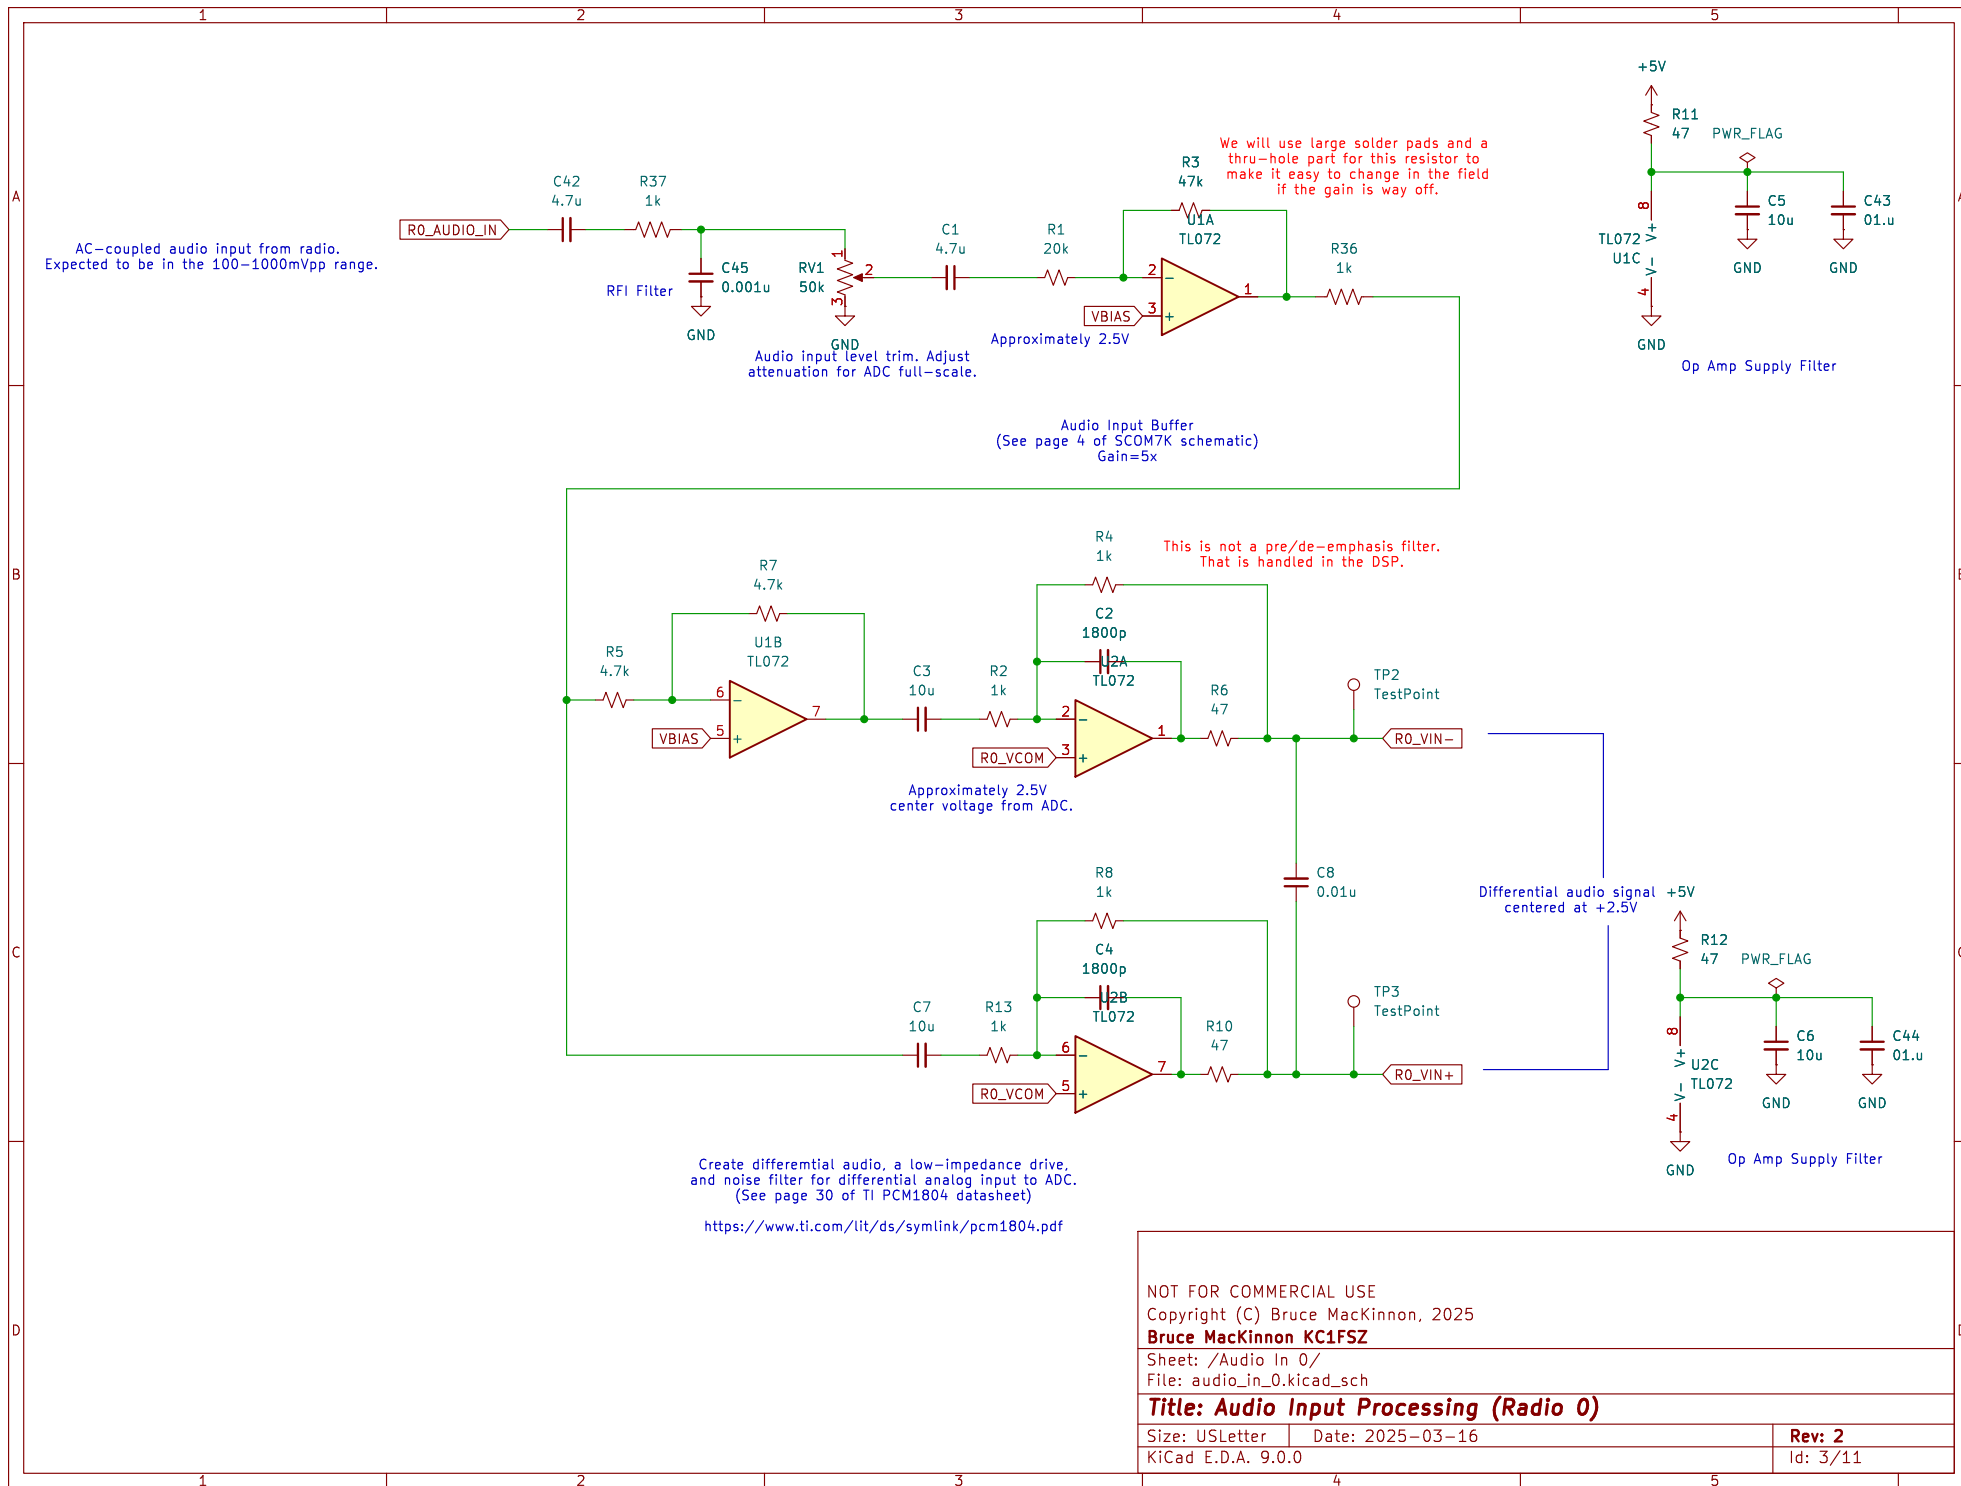 1 2 3 4 5
+5V
R11
47
PWR_FLAG
C5
10u
C43
01.u
GND
GND
8
V+
TL072
U1C
V-
4
GND
Op Amp Supply Filter
We will use large solder pads and a
thru-hole part for this resistor to
make it easy to change in the field
if the gain is way off.
A
AC-coupled audio input from radio.
Expected to be in the 100-1000mVpp range.
R0_AUDIO_IN
C42
4.7u
R37
1k
C45
0.001u
RFI Filter
GND
RV1
50k
1
2
3
GND
Audio input level trim. Adjust
attenuation for ADC full-scale.
C1
4.7u
R1
20k
R3
47k
U1A
TL072
2
-
3
+
1
VBIAS
Approximately 2.5V
R36
1k
Audio Input Buffer
(See page 4 of SCOM7K schematic)
Gain=5x
B
This is not a pre/de-emphasis filter.
That is handled in the DSP.
R5
4.7k
R7
4.7k
U1B
TL072
6
-
5
+
7
VBIAS
C3
10u
R2
1k
R4
1k
C2
1800p
U2A
TL072
2
-
3
+
1
R0_VCOM
Approximately 2.5V
center voltage from ADC.
R6
47
TP2
TestPoint
R0_VIN-
C8
0.01u
Differential audio signal
centered at +2.5V
C
C7
10u
R13
1k
R8
1k
C4
1800p
U2B
TL072
6
-
5
+
7
R0_VCOM
R10
47
TP3
TestPoint
R0_VIN+
+5V
R12
47
PWR_FLAG
C6
10u
C44
01.u
GND
GND
8
V+
U2C
TL072
V-
4
GND
Op Amp Supply Filter
Create differemtial audio, a low-impedance drive,
and noise filter for differential analog input to ADC.
(See page 30 of TI PCM1804 datasheet)
https://www.ti.com/lit/ds/symlink/pcm1804.pdf
D
NOT FOR COMMERCIAL USE
Copyright (C) Bruce MacKinnon, 2025
Bruce MacKinnon KC1FSZ
Sheet: /Audio In 0/
File: audio_in_0.kicad_sch
Title: Audio Input Processing (Radio 0)
Size: USLetter
Date: 2025-03-16
Rev: 2
KiCad E.D.A. 9.0.0
Id: 3/11
1 2 3 4 5